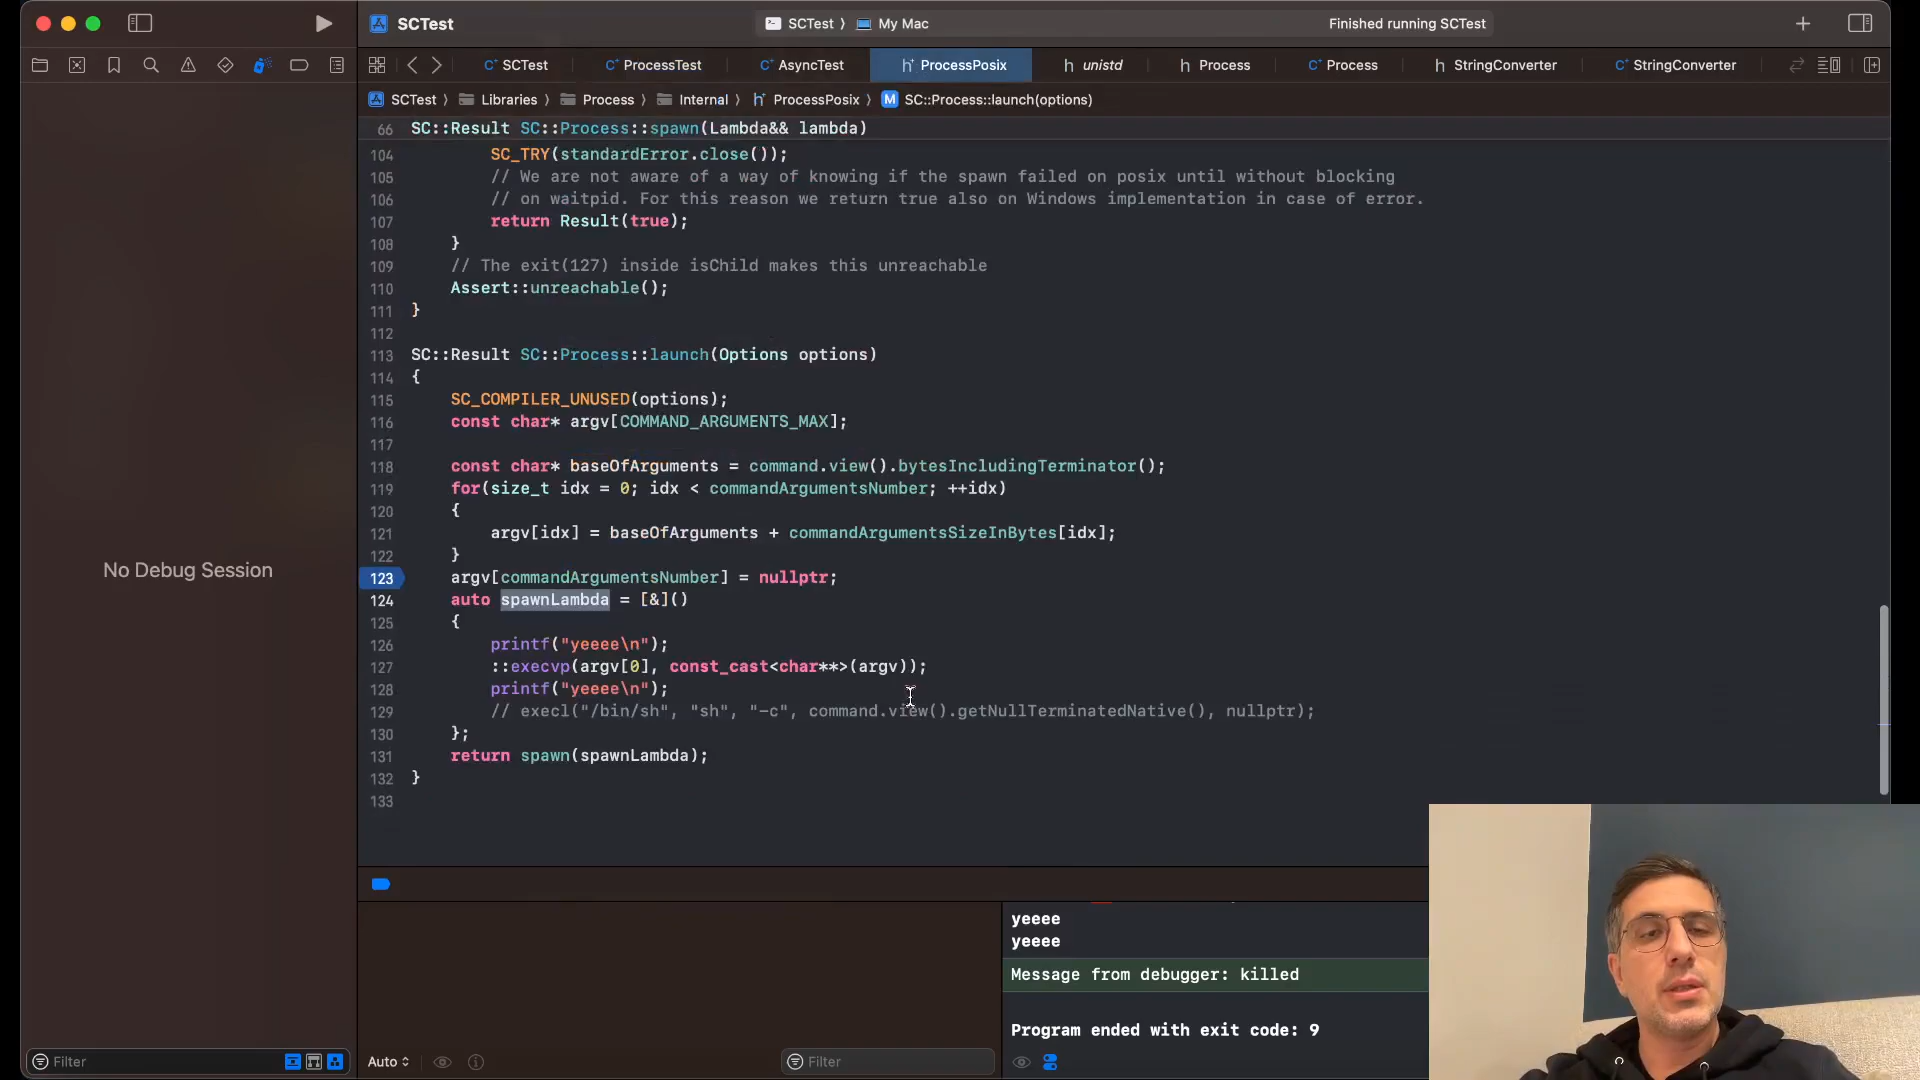 SCTest
SCTest 〉 My Mac
Finished running SCTest
SCTest
ProcessTest
AsyncTest
ProcessPosix
unistd
Process
Process
StringConverter
StringConverter
SCTest 〉 Libraries 〉 Process 〉 Internal 〉 ProcessPosix 〉 M SC::Process::launch(options)
66 SC::Result SC::Process::spawn(Lambda&& lambda)
104 SC_TRY(standardError.close());
105 // We are not aware of a way of knowing if the spawn failed on posix until without blocking
106 // on waitpid. For this reason we return true also on Windows implementation in case of error.
107 return Result(true);
108 }
109 // The exit(127) inside isChild makes this unreachable
110 Assert::unreachable();
111 }
112
113 SC::Result SC::Process::launch(Options options)
114 {
115 SC_COMPILER_UNUSED(options);
116 const char* argv[COMMAND_ARGUMENTS_MAX];
117
118 const char* baseOfArguments = command.view().bytesIncludingTerminator();
119 for(size_t idx = 0; idx < commandArgumentsNumber; ++idx)
120 {
121 argv[idx] = baseOfArguments + commandArgumentsSizeInBytes[idx];
122 }
123 argv[commandArgumentsNumber] = nullptr;
124 auto spawnLambda = [&]()
125 {
126 printf("yeeee\n");
127 ::execvp(argv[0], const_cast<char**>(argv));
128 printf("yeeee\n");
129 // execl("/bin/sh", "sh", "-c", command.view().getNullTerminatedNative(), nullptr);
130 };
131 return spawn(spawnLambda);
132 }
133
No Debug Session
yeeee
yeeee
Message from debugger: killed
Program ended with exit code: 9
Filter
Auto
Filter